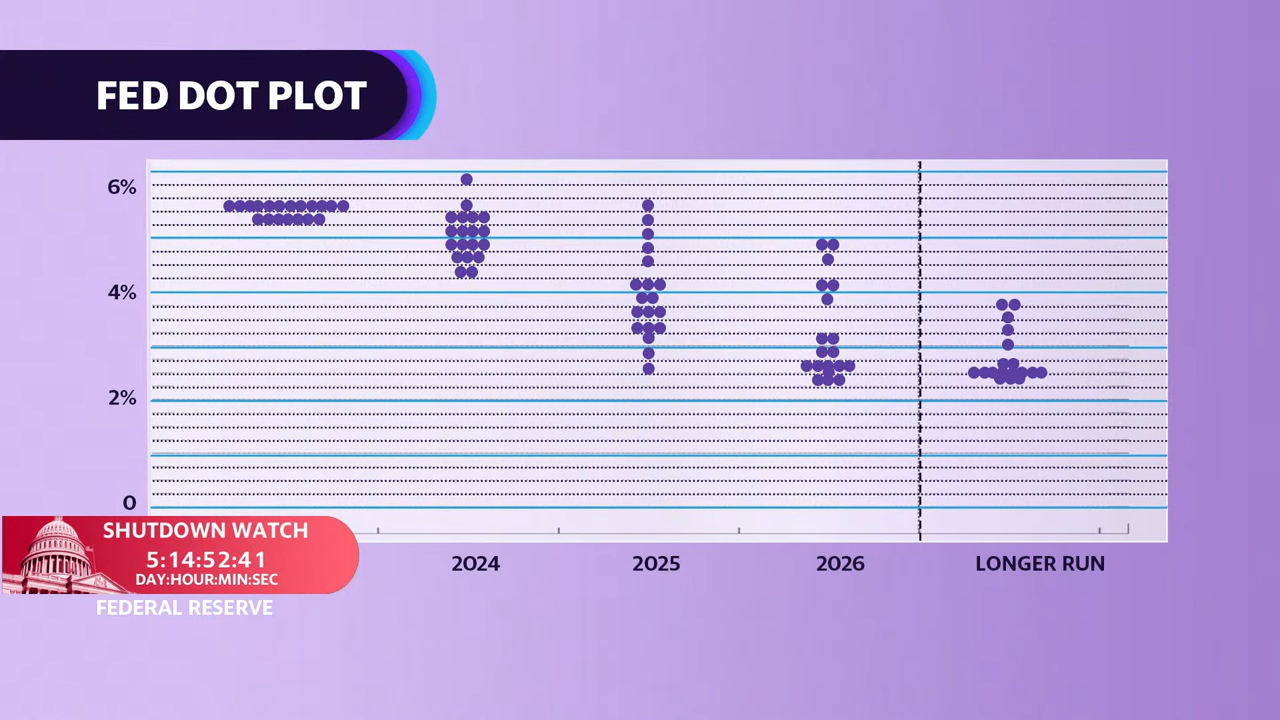 FED DOT PLOT
6%
4%
2%
0
SHUTDOWN WATCH
5:14:52:41
DAY:HOUR:MIN:SEC
2024
2025
2026
LONGER RUN
FEDERAL RESERVE